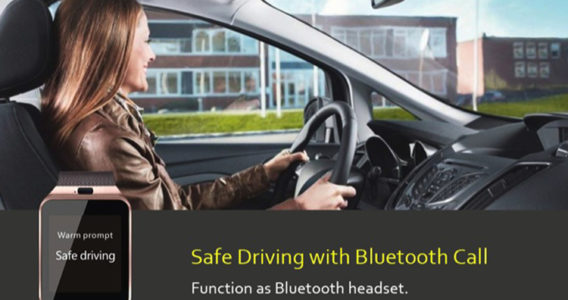 Warm prompt
Safe driving
Safe Driving with Bluetooth Call
Function as Bluetooth headset.